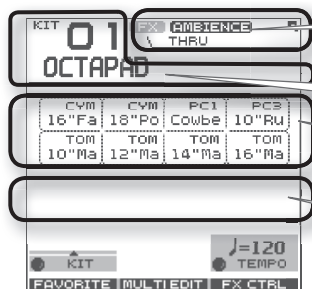 KIT 01 FX AMBIENCE
THRU
OCTAPAD
CYM CYM PC1 PC3
16"Fa 18"Po Cowbe 10"Ru
TOM TOM TOM TOM
10"Ma 12"Ma 14"Ma 16"Ma
♩=120
KIT TEMPO
FAVORITE MULTI EDIT FX CTRL